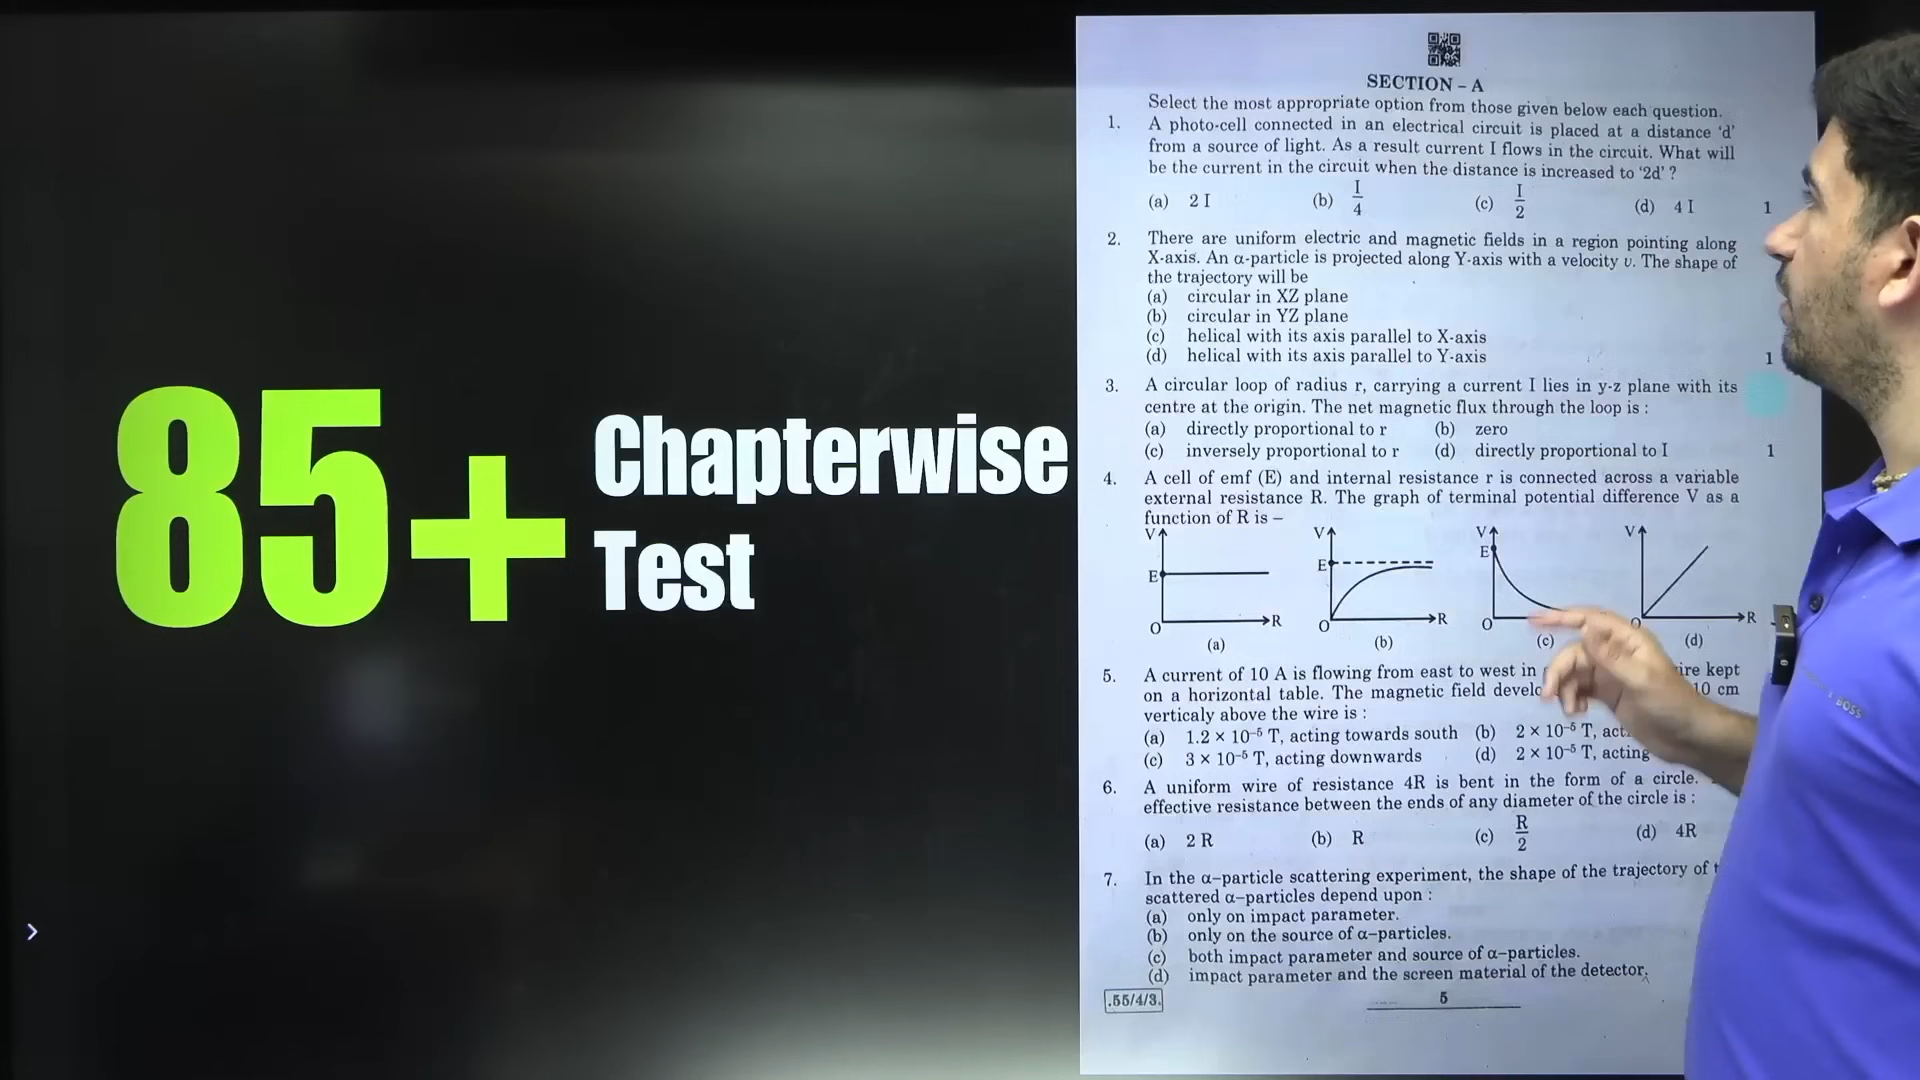 85+
Chapterwise
Test
SECTION – A
Select the most appropriate option from those given below each question.
1. A photo-cell connected in an electrical circuit is placed at a distance ‘d’
from a source of light. As a result current I flows in the circuit. What will
be the current in the circuit when the distance is increased to ‘2d’ ?
(a) 2 I (b) I/4 (c) I/2 (d) 4 I 1
2. There are uniform electric and magnetic fields in a region pointing along
X-axis. An α-particle is projected along Y-axis with a velocity υ. The shape of
the trajectory will be
(a) circular in XZ plane
(b) circular in YZ plane
(c) helical with its axis parallel to X-axis
(d) helical with its axis parallel to Y-axis 1
3. A circular loop of radius r, carrying a current I lies in y-z plane with its
centre at the origin. The net magnetic flux through the loop is :
(a) directly proportional to r (b) zero
(c) inversely proportional to r (d) directly proportional to I 1
4. A cell of emf (E) and internal resistance r is connected across a variable
external resistance R. The graph of terminal potential difference V as a
function of R is –
V V V V
E E E
O R O R O O R
(a) (b) (c) (d)
5. A current of 10 A is flowing from east to west in ire kept
on a horizontal table. The magnetic field develo 10 cm
verticaly above the wire is :
(a) 1.2 × 10⁻⁵ T, acting towards south (b) 2 × 10⁻⁵ T, act
(c) 3 × 10⁻⁵ T, acting downwards (d) 2 × 10⁻⁵ T, acting
6. A uniform wire of resistance 4R is bent in the form of a circle.
effective resistance between the ends of any diameter of the circle is :
(a) 2 R (b) R (c) R/2 (d) 4R
7. In the α–particle scattering experiment, the shape of the trajectory of t
scattered α–particles depend upon :
(a) only on impact parameter.
(b) only on the source of α–particles.
(c) both impact parameter and source of α–particles.
(d) impact parameter and the screen material of the detector.
.55/4/3. 5
BOSS